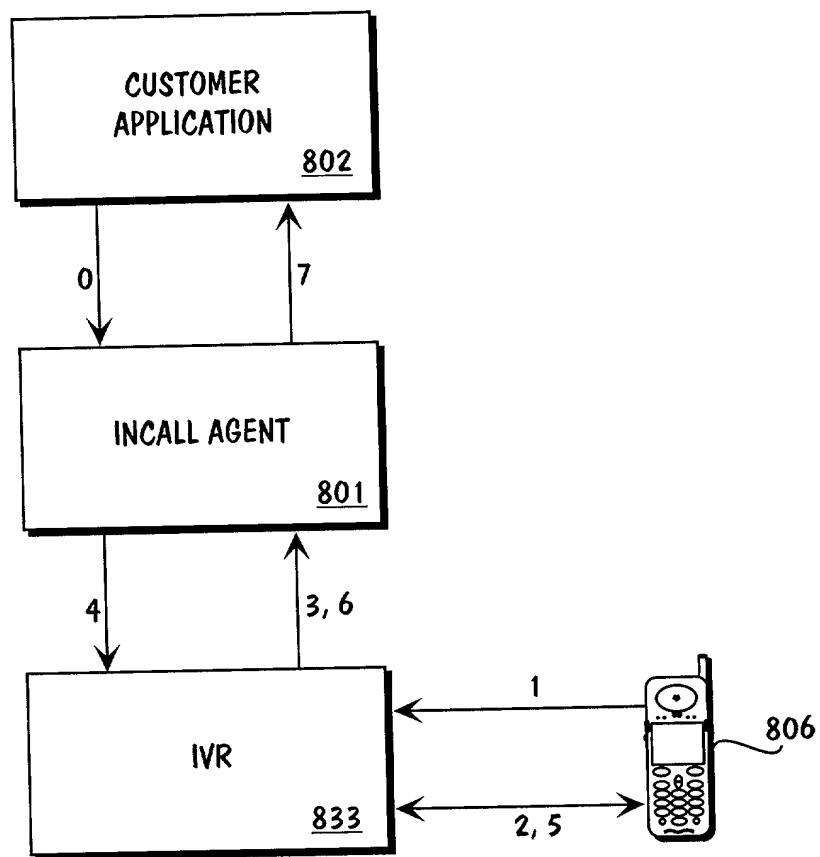 CUSTOMER
APPLICATION
802
0
7
INCALL AGENT
801
4
3, 6
IVR
833
1
2, 5
806